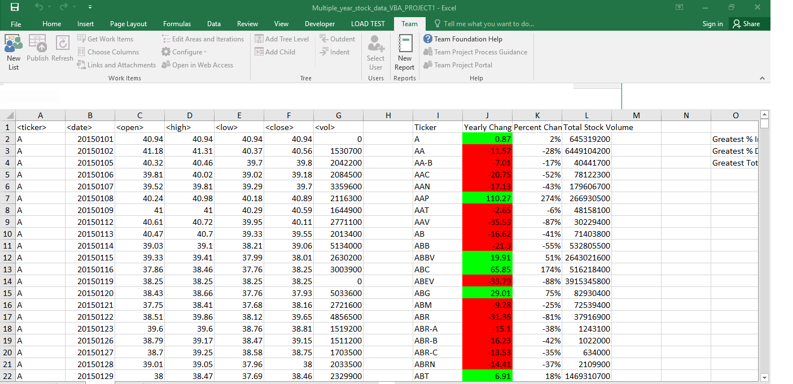 Multiple_year_stock_data_VBA_PROJECT1 - Excel
File Home Insert Page Layout Formulas Data Review View Developer LOAD TEST Team Tell me what you want to do... Sign in Share
New List Publish Refresh Get Work Items Choose Columns Links and Attachments Edit Areas and Iterations Configure Open in Web Access Add Tree Level Add Child Outdent Indent Select User New Report Team Foundation Help Team Project Process Guidance Team Project Portal
Work Items Tree Users Reports Help
A B C D E F G H I J K L M N O
1 <ticker> <date> <open> <high> <low> <close> <vol> Ticker Yearly Chang Percent Chan Total Stock Volume
2 A 20150101 40.94 40.94 40.94 40.94 0 A 0.87 2% 645319200 Greatest % I
3 A 20150102 41.18 41.31 40.37 40.56 1530700 AA -11.57 -28% 6449104200 Greatest % D
4 A 20150105 40.32 40.46 39.7 39.8 2042200 AA-B -7.01 -17% 40441700 Greatest Tot
5 A 20150106 39.81 40.02 39.02 39.18 2084500 AAC -20.75 -52% 78122300
6 A 20150107 39.52 39.81 39.29 39.7 3359600 AAN -17.13 -43% 179606700
7 A 20150108 40.24 40.98 40.18 40.89 2116300 AAP 110.27 274% 266930500
8 A 20150109 41 41 40.29 40.59 1644900 AAT -2.65 -6% 48158100
9 A 20150112 40.61 40.72 39.95 40.11 2771100 AAV -35.53 -87% 30229400
10 A 20150113 40.47 40.7 39.33 39.55 2013400 AB -16.62 -41% 71403800
11 A 20150114 39.03 39.1 38.21 39.06 5134000 ABB -21.3 -55% 532805500
12 A 20150115 39.33 39.41 37.99 38.01 2630200 ABBV 19.91 51% 2643021600
13 A 20150116 37.86 38.46 37.76 38.25 3003900 ABC 65.85 174% 516218400
14 A 20150119 38.25 38.25 38.25 38.25 0 ABEV -33.79 -88% 3915345800
15 A 20150120 38.43 38.66 37.76 37.93 5033600 ABG 29.01 75% 82930400
16 A 20150121 37.75 38.41 37.68 38.16 2721600 ABM -9.28 -25% 72539400
17 A 20150122 38.51 39.86 38.12 39.65 4856500 ABR -31.36 -81% 37916900
18 A 20150123 39.6 39.6 38.76 38.81 1519200 ABR-A -15.1 -38% 1243100
19 A 20150126 38.79 39.17 38.47 39.15 1511200 ABR-B -16.23 -42% 1022000
20 A 20150127 38.7 39.25 38.58 38.75 1703500 ABR-C -13.53 -35% 634000
21 A 20150128 39.01 39.05 37.96 38 2033500 ABRN -14.41 -37% 2109900
22 A 20150129 38 38.47 37.69 38.46 2329900 ABT 6.91 18% 1469310700